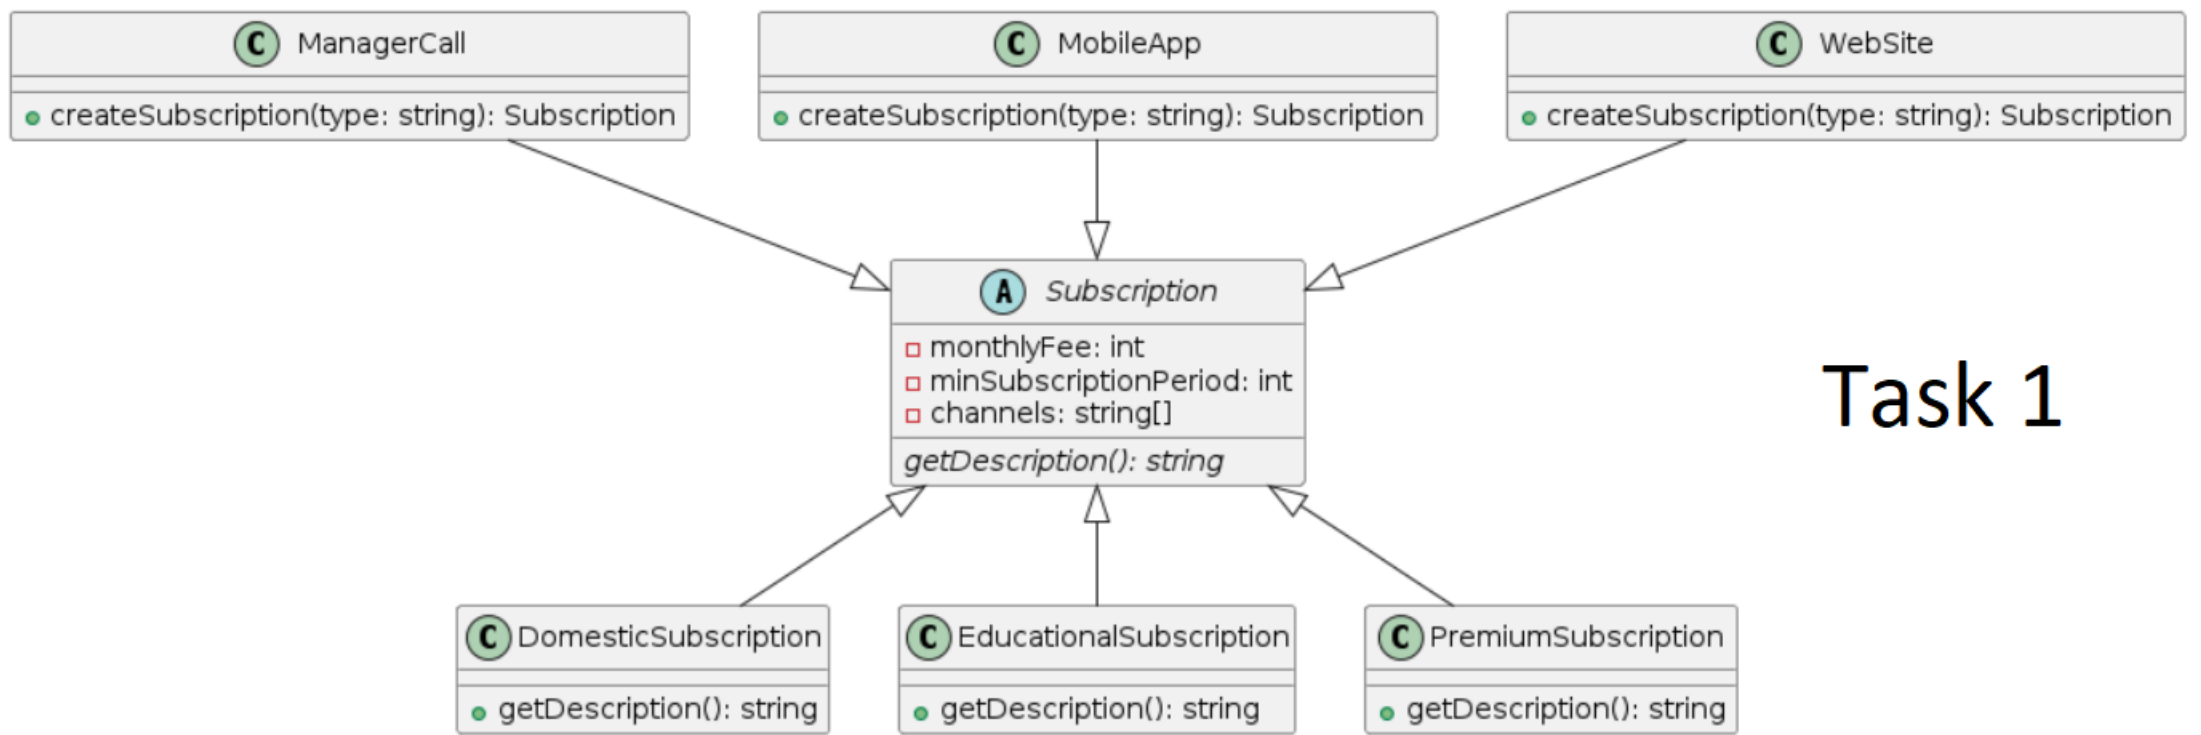 C ManagerCall
createSubscription(type: string): Subscription
C MobileApp
createSubscription(type: string): Subscription
C WebSite
createSubscription(type: string): Subscription
A Subscription
monthlyFee: int
minSubscriptionPeriod: int
channels: string[]
getDescription(): string
Task 1
C DomesticSubscription
getDescription(): string
C EducationalSubscription
getDescription(): string
C PremiumSubscription
getDescription(): string